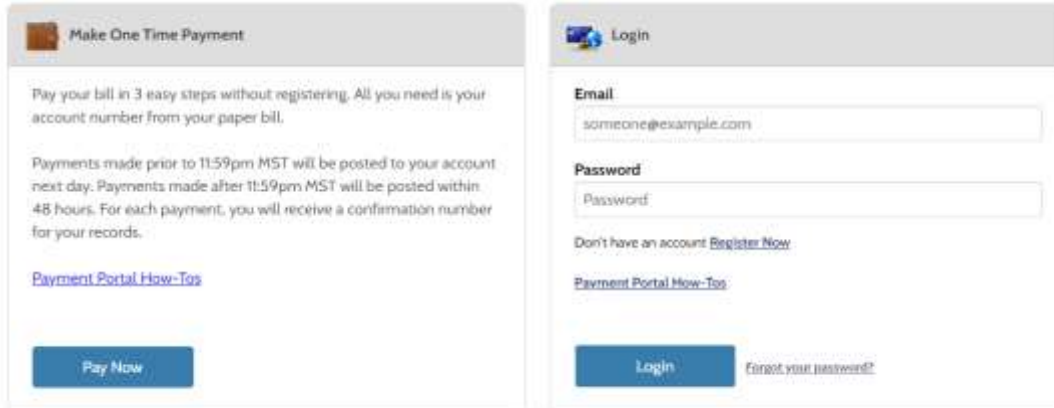 Make One Time Payment
Pay your bill in 3 easy steps without registering. All you need is your
account number from your paper bill.
Payments made prior to 11:59pm MST will be posted to your account
next day. Payments made after 11:59pm MST will be posted within
48 hours. For each payment, you will receive a confirmation number
for your records.
Payment Portal How-Tos
Pay Now
Login
Email
someone@example.com
Password
Password
Don't have an account Register Now
Payment Portal How-Tos
Login
Forgot your password?